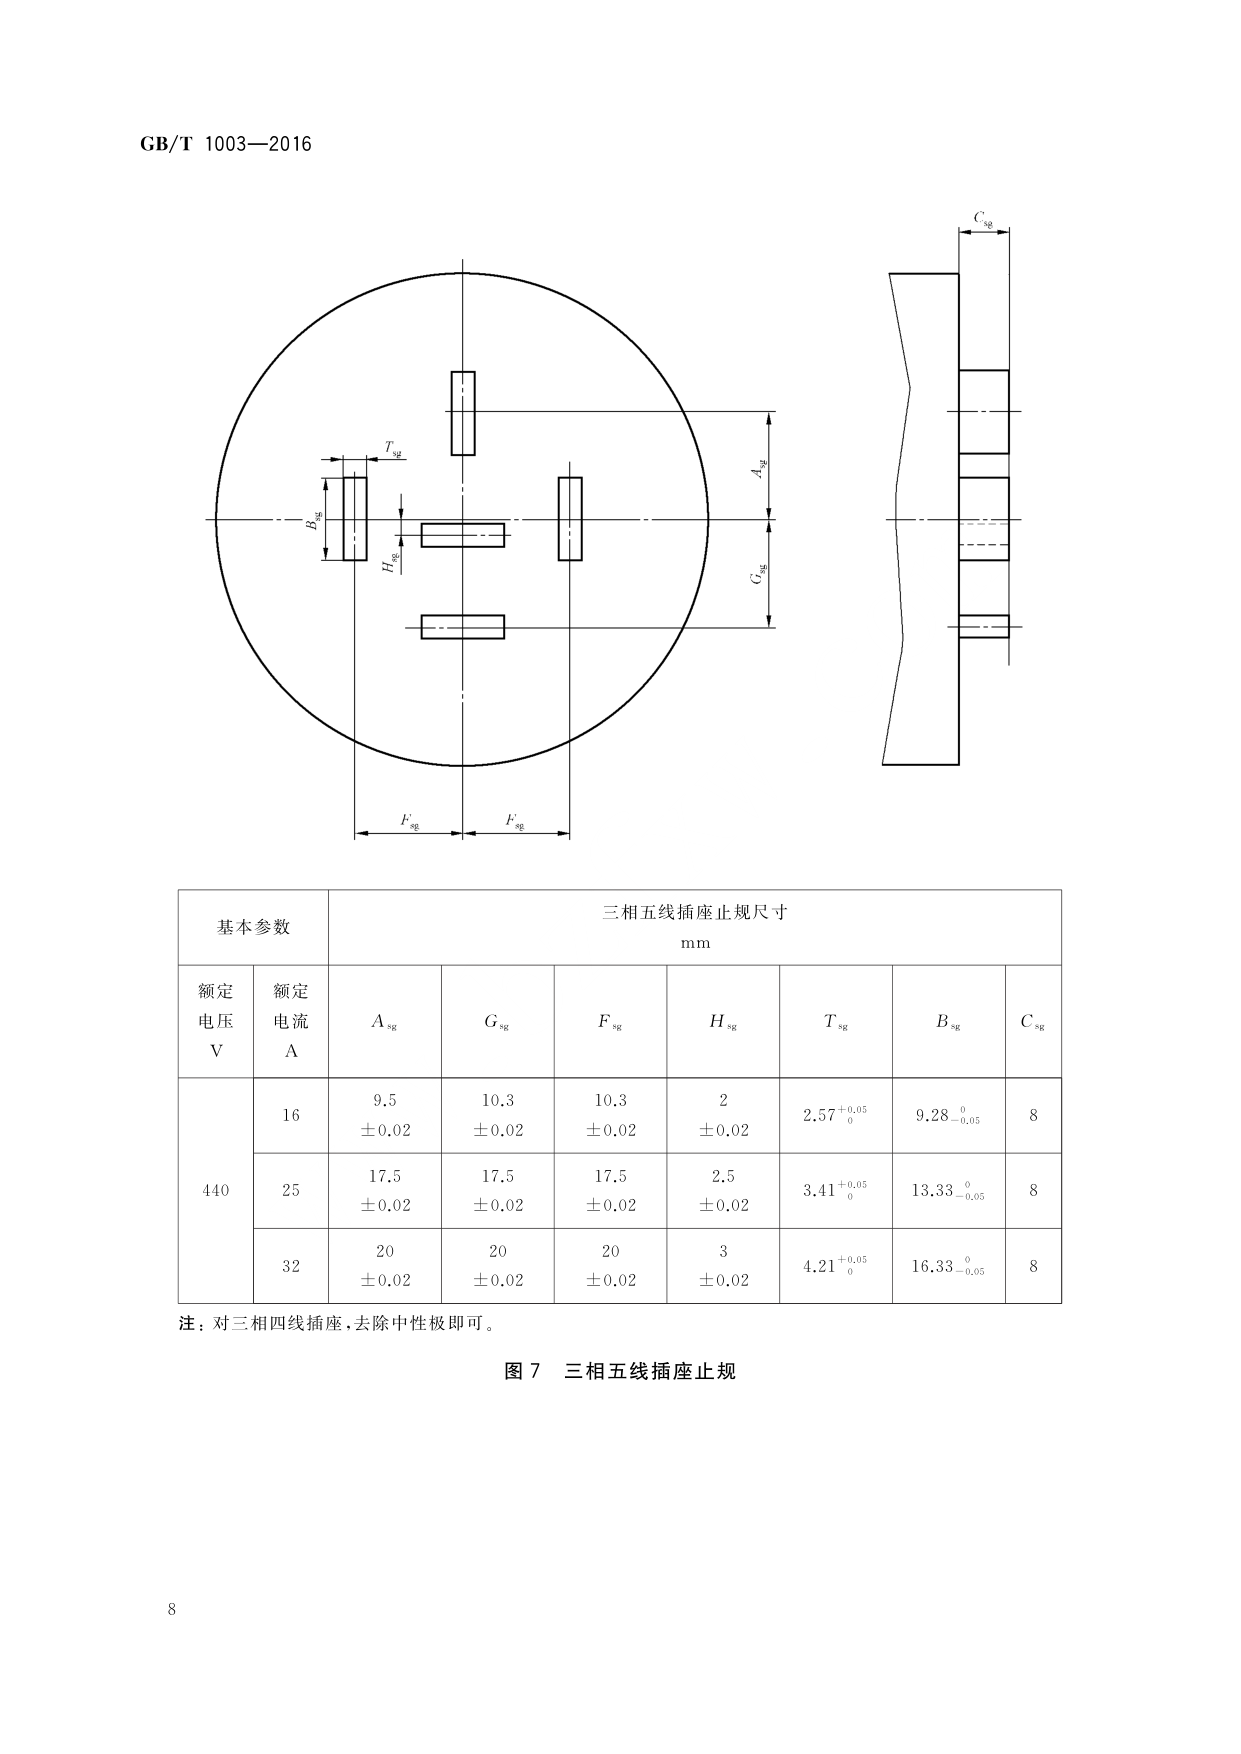 GB/T 1003—2016
Csg
Tsg
Bsg
Hsg
Asg
Gsg
Fsg Fsg
基本参数 三相五线插座止规尺寸
mm
额定 额定
电压 电流 Asg Gsg Fsg Hsg Tsg Bsg Csg
V A
440
16 9.5±0.02 10.3±0.02 10.3±0.02 2±0.02 2.57+0.05 0 9.28 0 −0.05 8
25 17.5±0.02 17.5±0.02 17.5±0.02 2.5±0.02 3.41+0.05 0 13.33 0 −0.05 8
32 20±0.02 20±0.02 20±0.02 3±0.02 4.21+0.05 0 16.33 0 −0.05 8
注：对三相四线插座,去除中性极即可。
图 7 三相五线插座止规
8